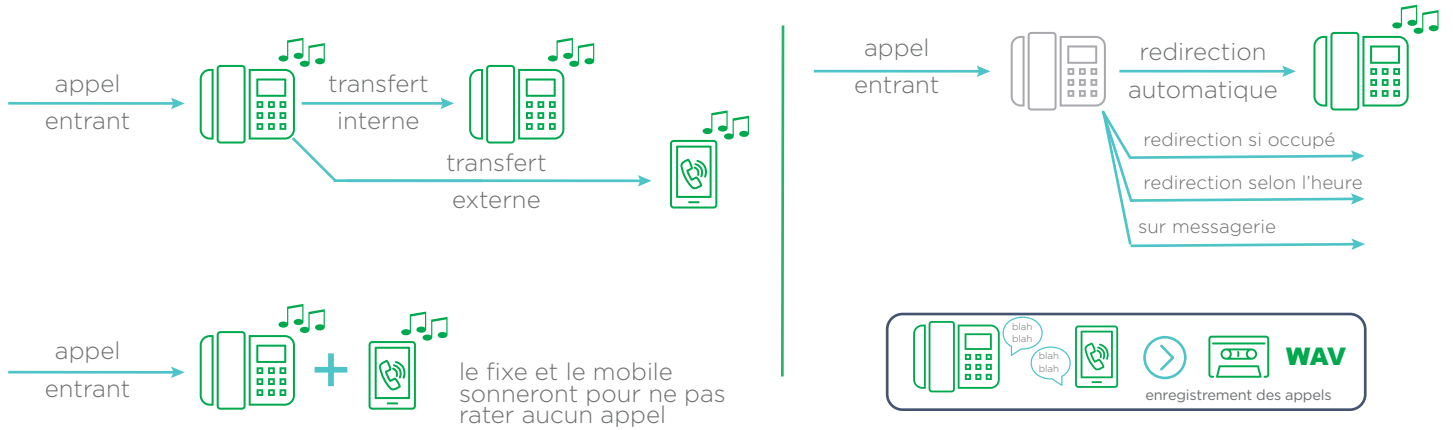 appel
entrant
transfert
interne
transfert
externe
appel
entrant
le fixe et le mobile
sonneront pour ne pas
rater aucun appel
appel
entrant
redirection
automatique
redirection si occupé
redirection selon l'heure
sur messagerie
blah
blah
blah
blah
WAV
enregistrement des appels